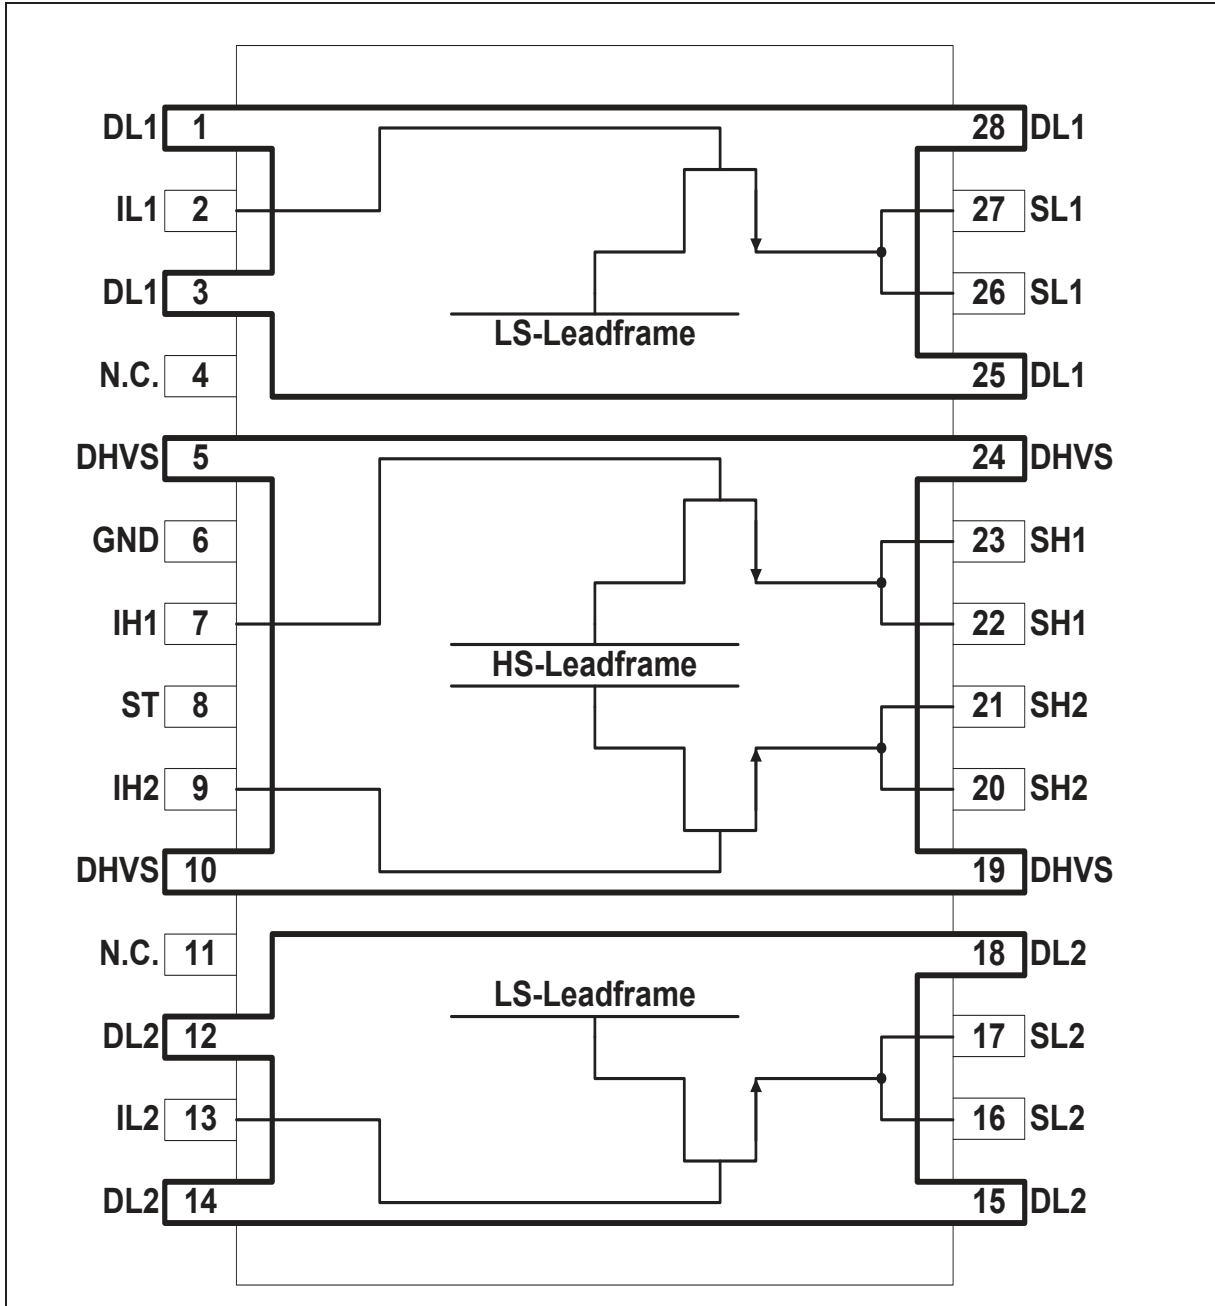 DL1 1 28 DL1
IL1 2 27 SL1
DL1 3 26 SL1
LS-Leadframe
N.C. 4 25 DL1
DHVS 5 24 DHVS
GND 6 23 SH1
IH1 7 22 SH1
HS-Leadframe
ST 8 21 SH2
IH2 9 20 SH2
DHVS 10 19 DHVS
N.C. 11 18 DL2
LS-Leadframe
DL2 12 17 SL2
IL2 13 16 SL2
DL2 14 15 DL2